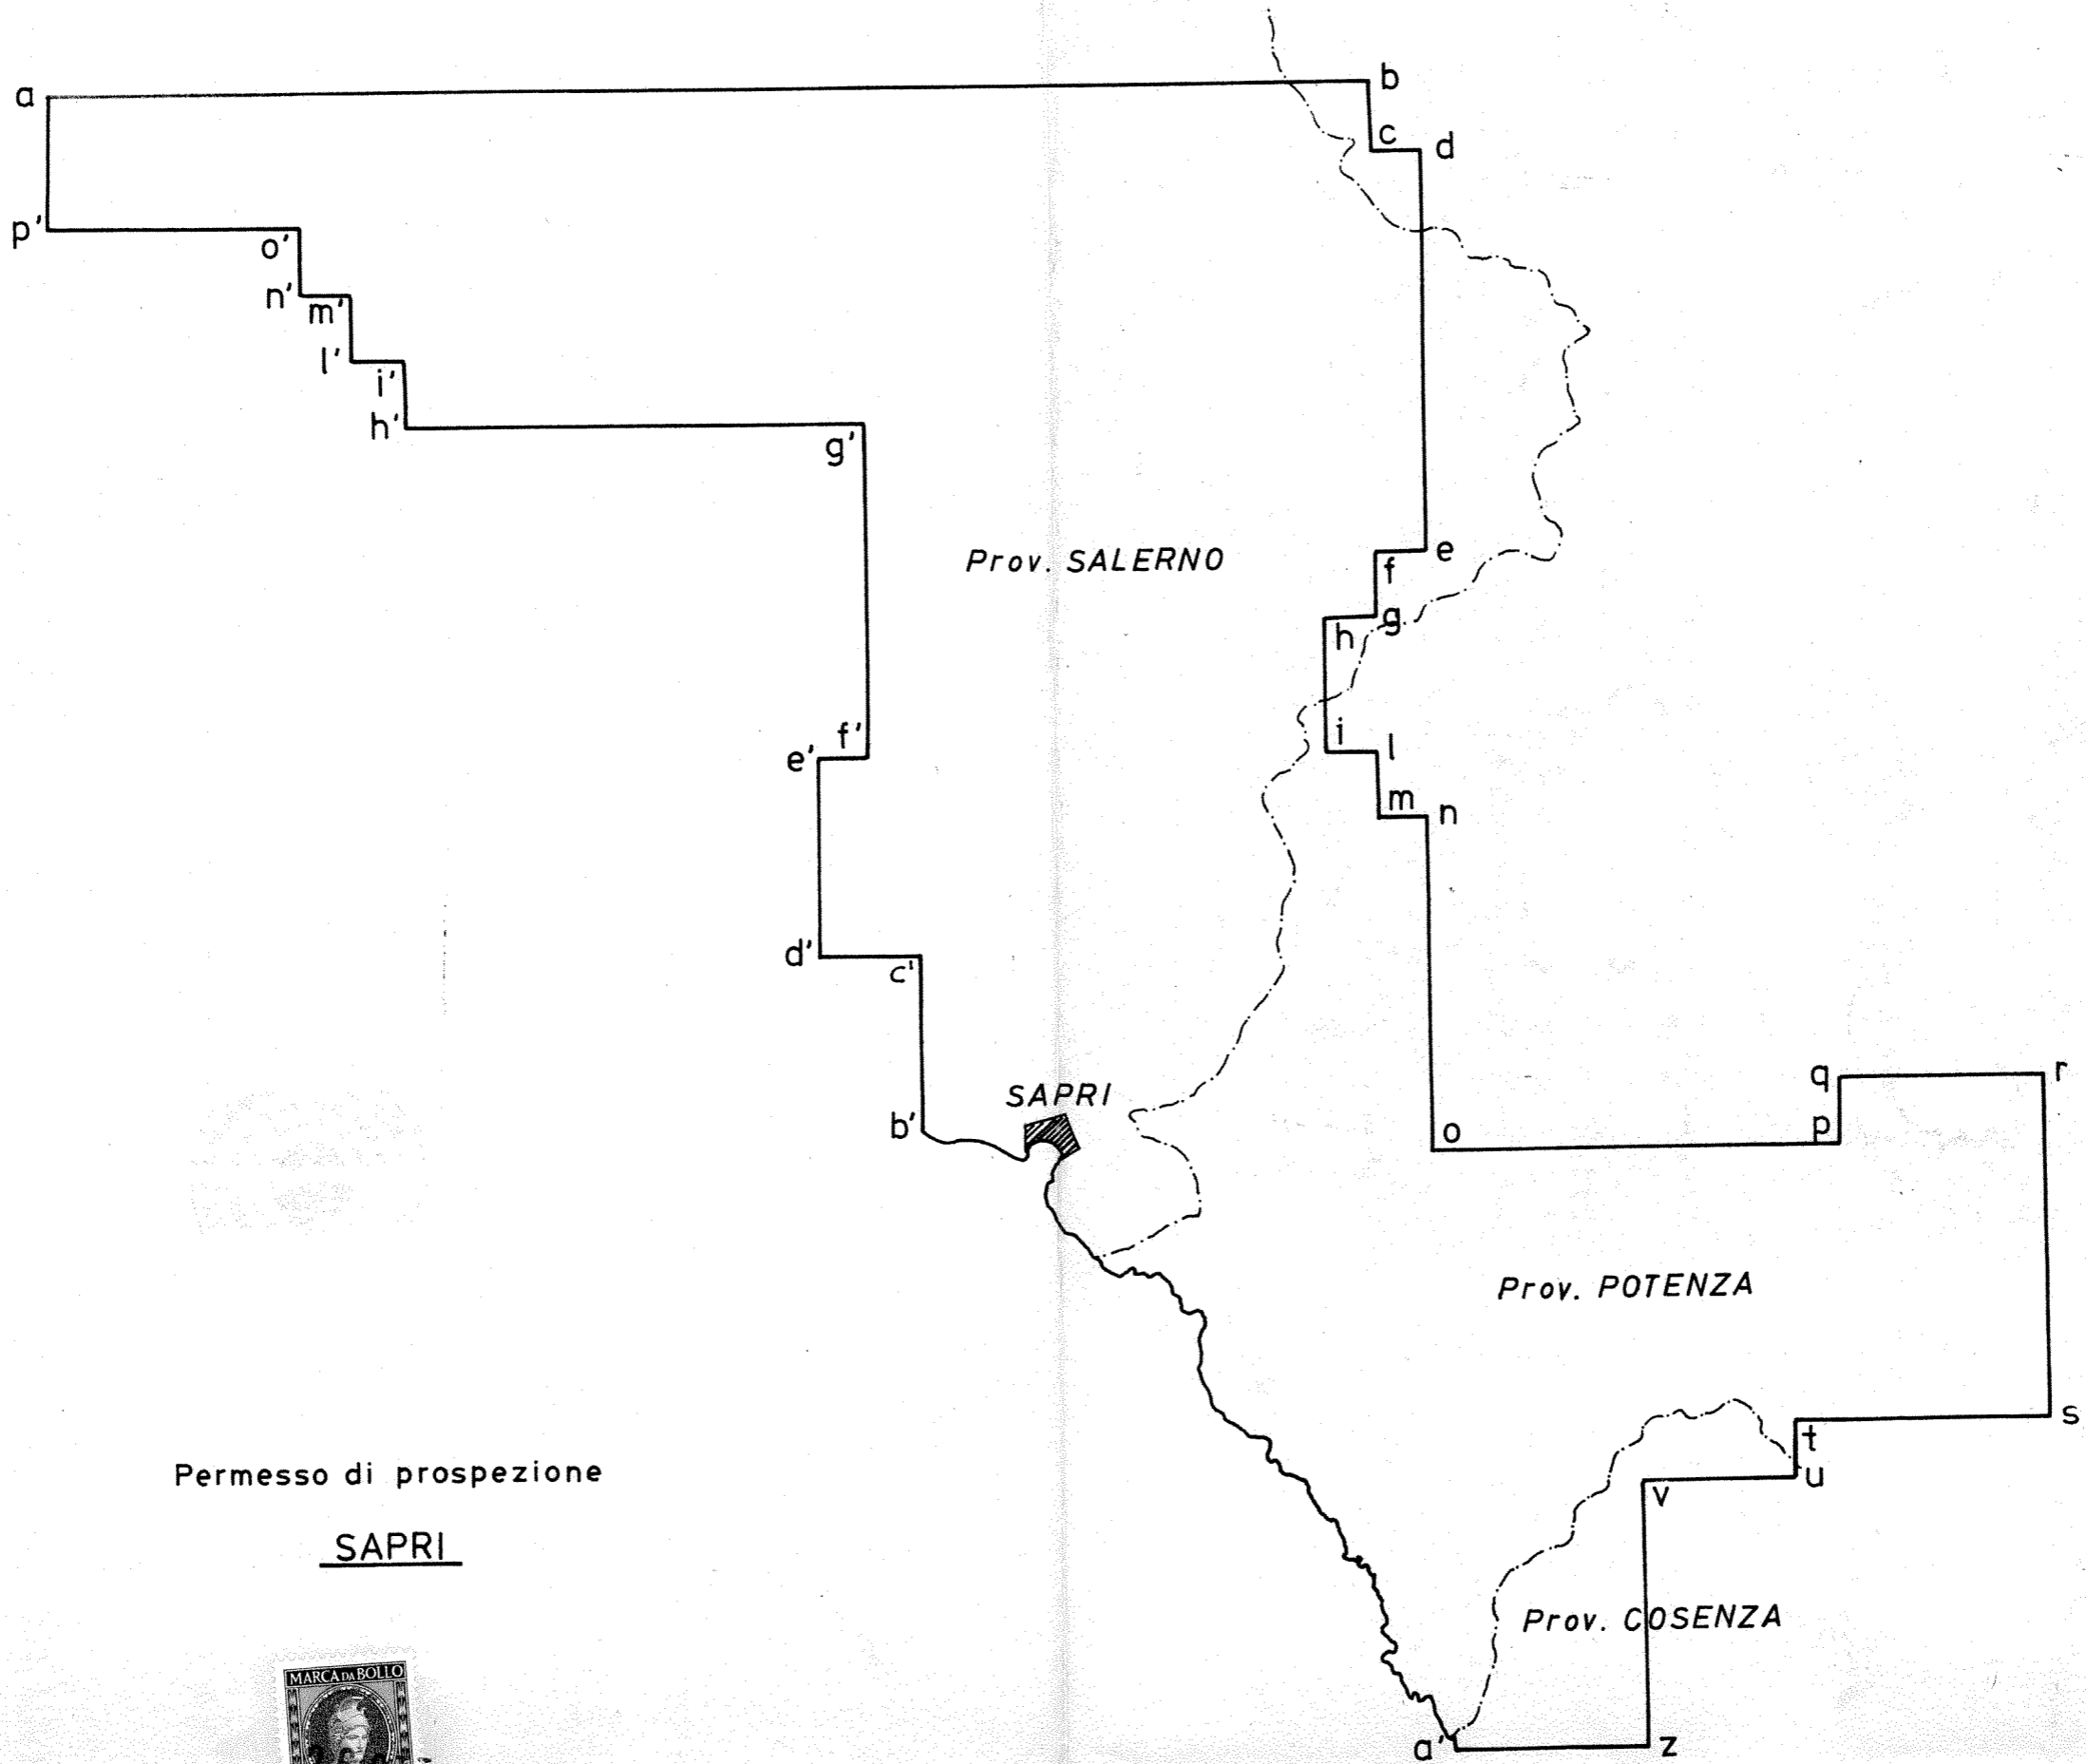 a
b
c
d
p'
o'
n'
m'
l'
i'
h'
g'
Prov. SALERNO
e
f
g
h
f'
e'
i
l
m
n
d'
c'
SAPRI
b'
q
r
o
p
Prov. POTENZA
s
t
u
v
Permesso di prospezione
SAPRI
Prov. COSENZA
MARCA DA BOLLO
a'
z